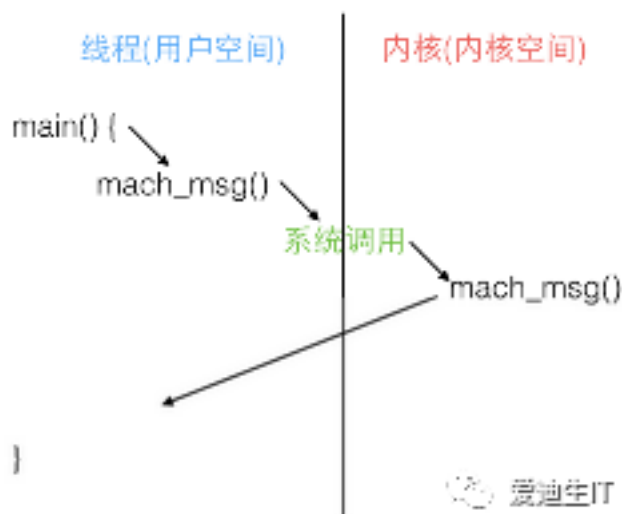 线程(用户空间)
内核(内核空间)
main() {
mach_msg()
系统调用
mach_msg()
}
爱迪生IT